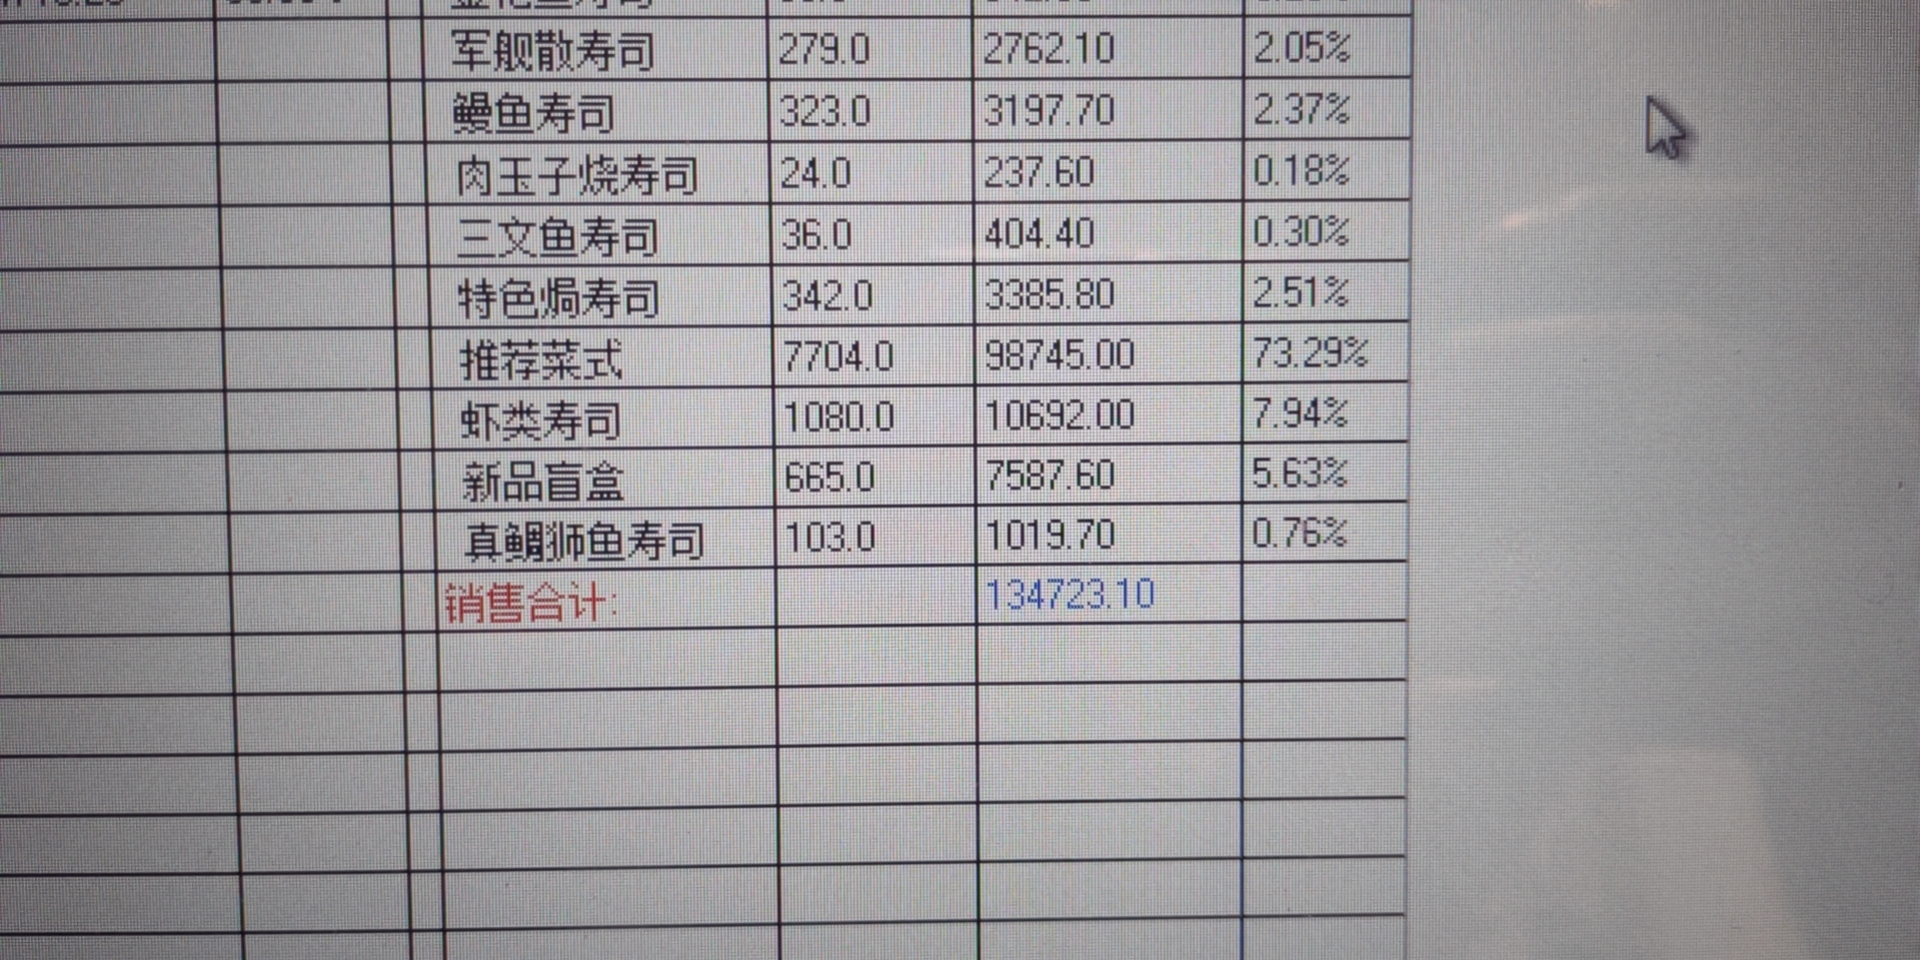 军舰散寿司 279.0 2762.10 2.05%
鳗鱼寿司 323.0 3197.70 2.37%
肉玉子烧寿司 24.0 237.60 0.18%
三文鱼寿司 36.0 404.40 0.30%
特色焗寿司 342.0 3385.80 2.51%
推荐菜式 7704.0 98745.00 73.29%
虾类寿司 1080.0 10692.00 7.94%
新品盲盒 665.0 7587.60 5.63%
真鲷狮鱼寿司 103.0 1019.70 0.76%
销售合计: 134723.10